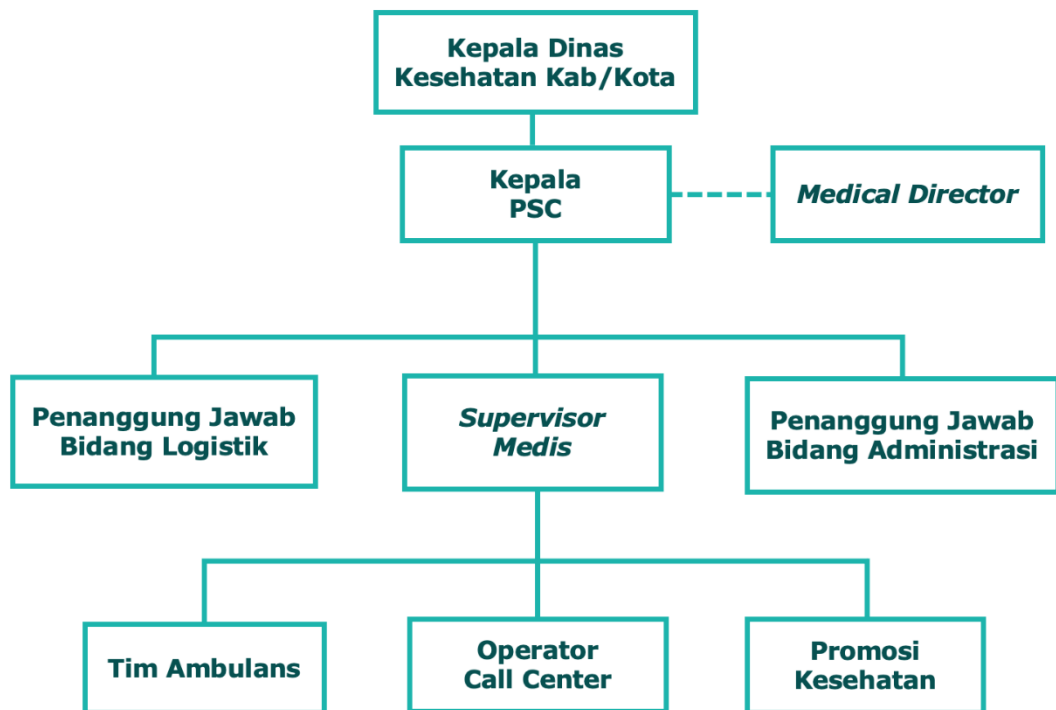 Kepala Dinas
Kesehatan Kab/Kota
Kepala
PSC
Medical Director
Penanggung Jawab
Bidang Logistik
Supervisor
Medis
Penanggung Jawab
Bidang Administrasi
Tim Ambulans
Operator
Call Center
Promosi
Kesehatan